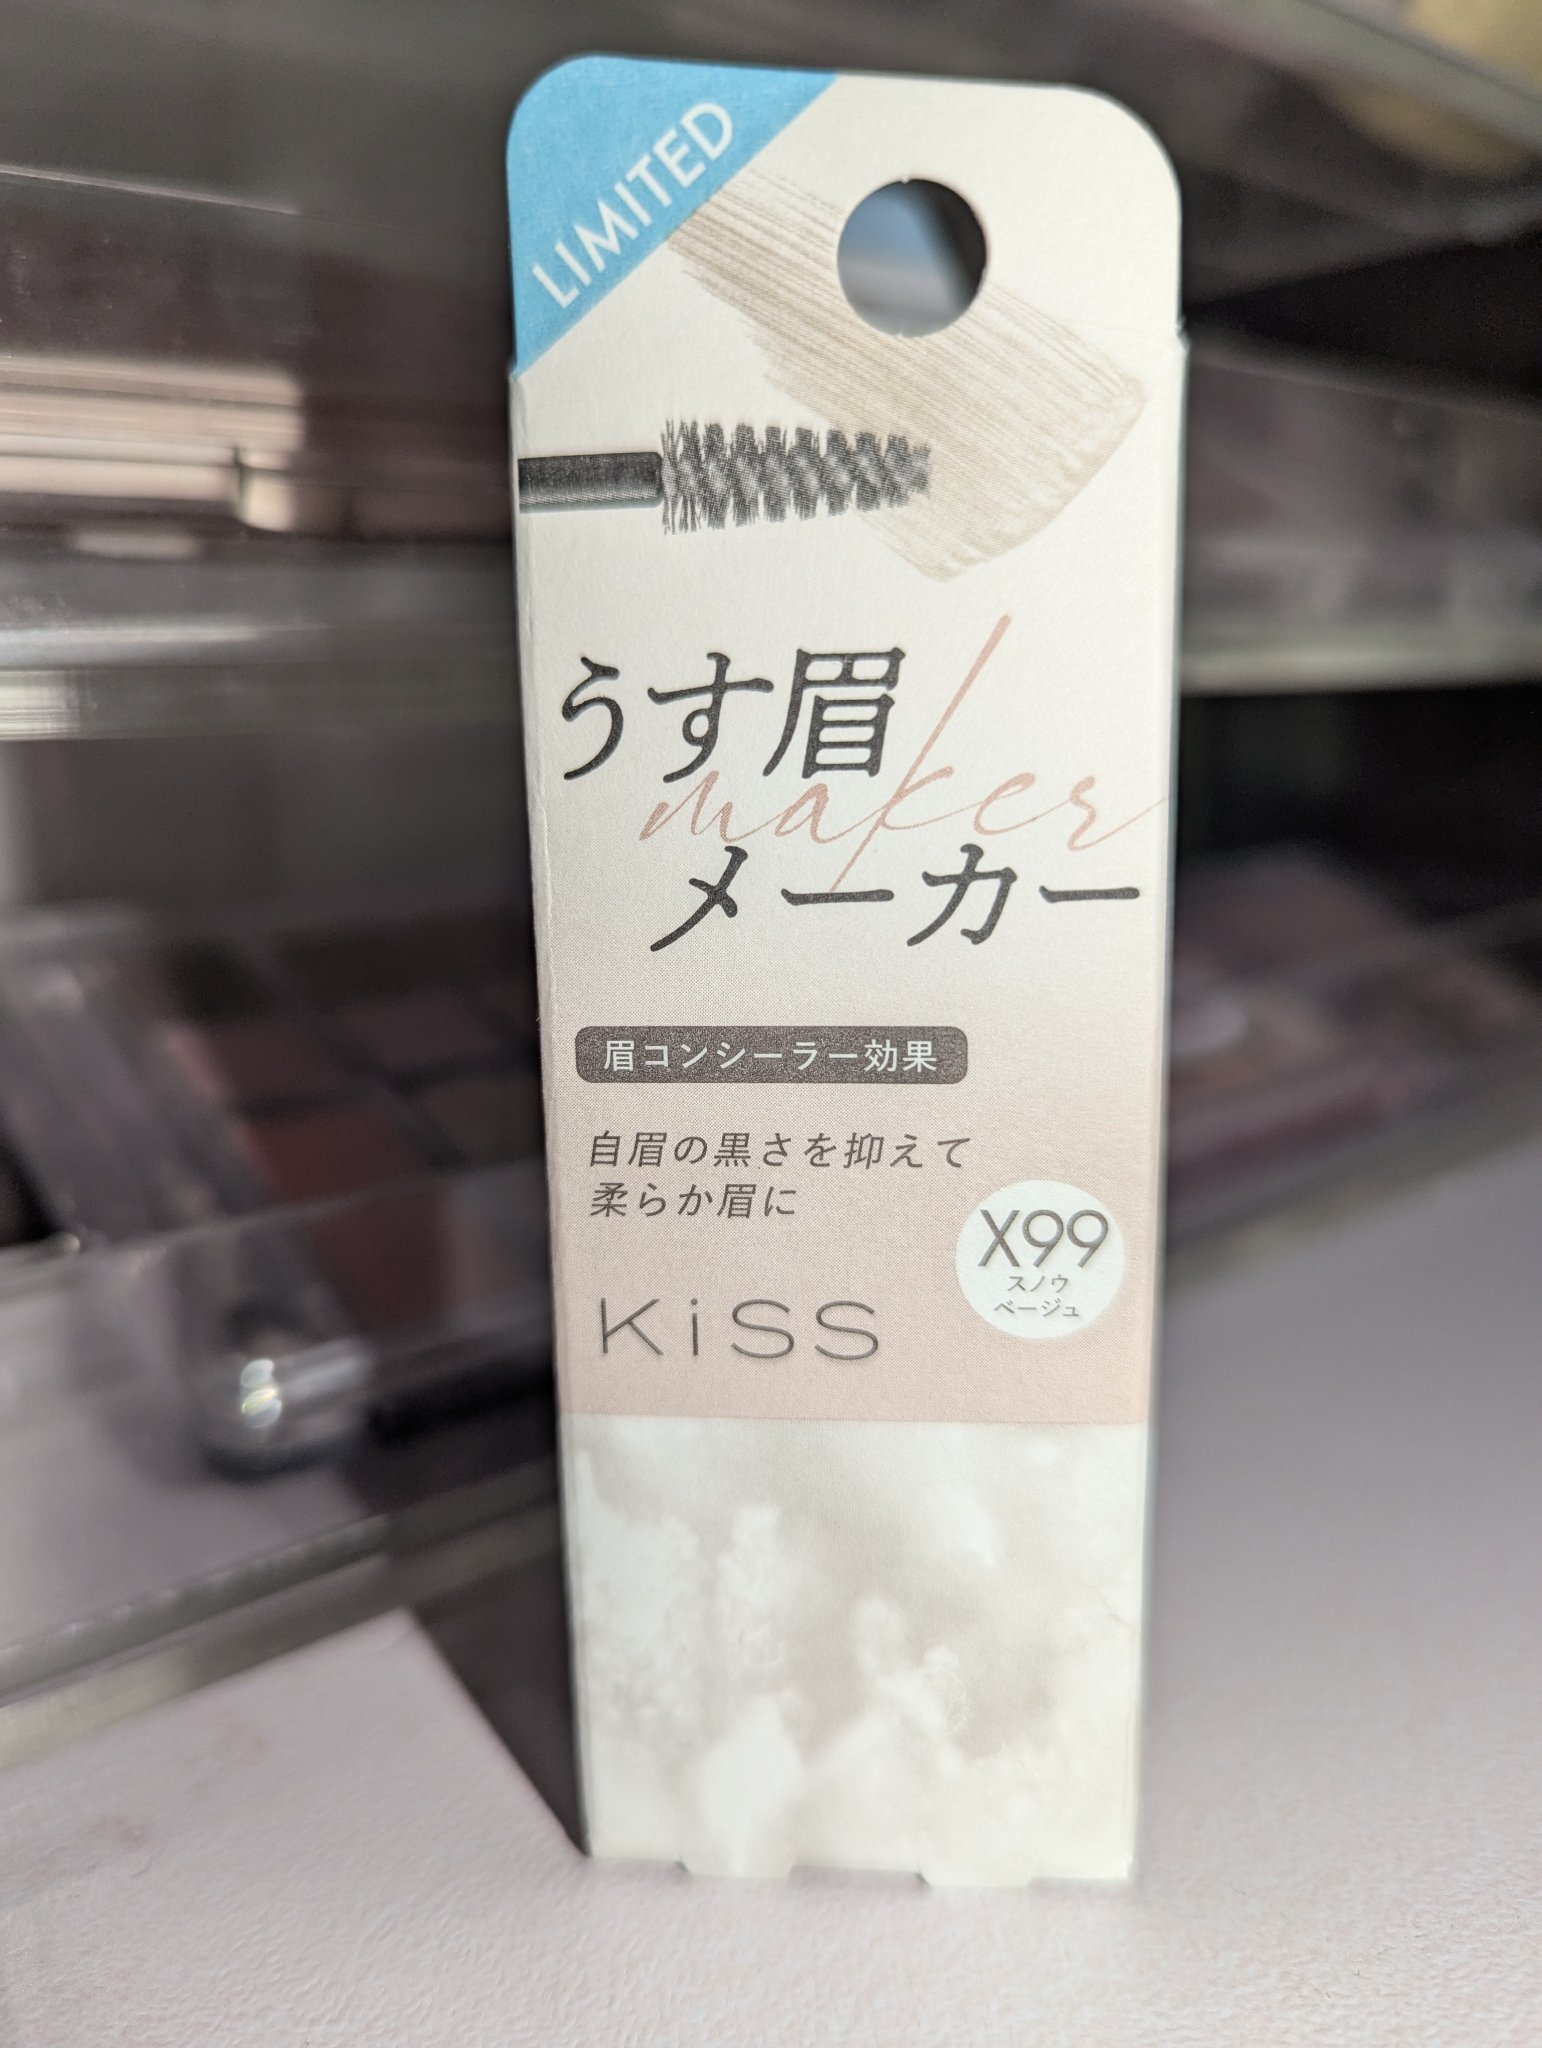 LIMITED
うす眉
maker
メーカー
眉コンシーラー効果
自眉の黒さを抑えて
柔らか眉に
X99
スノウ
ベージュ
KiSS